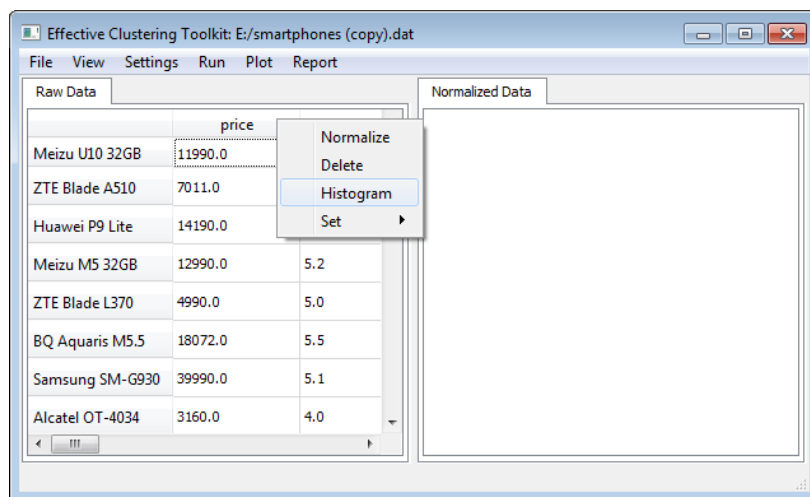 Effective Clustering Toolkit: E:/smartphones (copy).dat
File View Settings Run Plot Report
Raw Data
price
Meizu U10 32GB 11990.0
ZTE Blade A510 7011.0
Huawei P9 Lite 14190.0
Meizu M5 32GB 12990.0 5.2
ZTE Blade L370 4990.0 5.0
BQ Aquaris M5.5 18072.0 5.5
Samsung SM-G930 39990.0 5.1
Alcatel OT-4034 3160.0 4.0
Normalize
Delete
Histogram
Set
Normalized Data